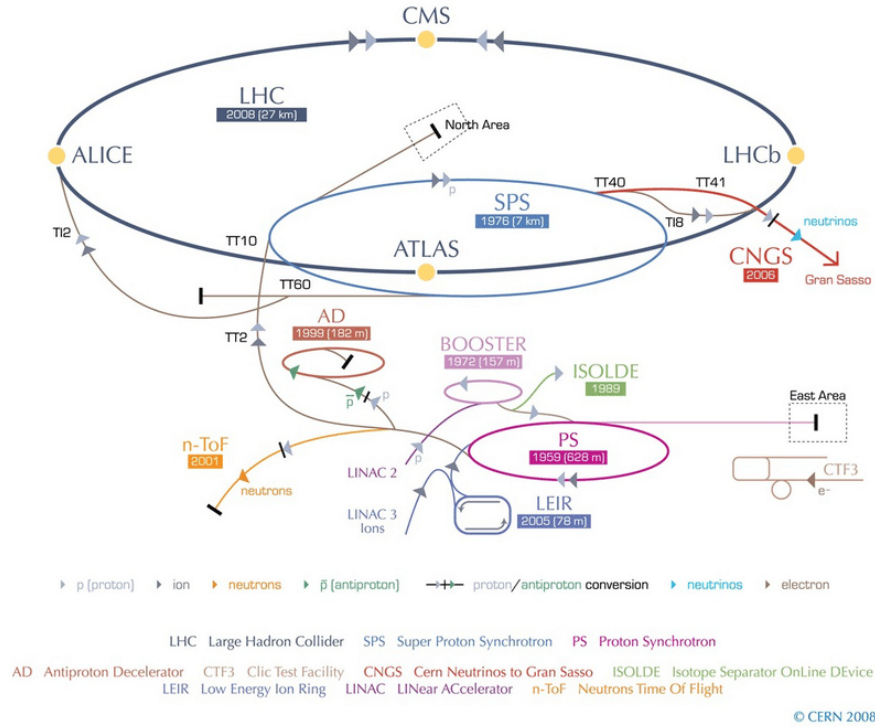 CMS
LHC
2008 (27 km)
North Area
ALICE
LHCb
TT40
TT41
p
SPS
1976 (7 km)
TI8
neutrinos
TI2
TT10
ATLAS
CNGS
2006
Gran Sasso
TT60
AD
1999 (182 m)
TT2
BOOSTER
1972 (157 m)
ISOLDE
1989
p̄
p
East Area
n-ToF
2001
PS
1959 (628 m)
p
LINAC 2
neutrons
CTF3
e-
LEIR
2005 (78 m)
LINAC 3
Ions
p (proton)
ion
neutrons
p̄ (antiproton)
proton/antiproton conversion
neutrinos
electron
LHC Large Hadron Collider SPS Super Proton Synchrotron PS Proton Synchrotron
AD Antiproton Decelerator CTF3 Clic Test Facility CNGS Cern Neutrinos to Gran Sasso ISOLDE Isotope Separator OnLine DEvice
LEIR Low Energy Ion Ring LINAC LINear ACcelerator n-ToF Neutrons Time Of Flight
© CERN 2008